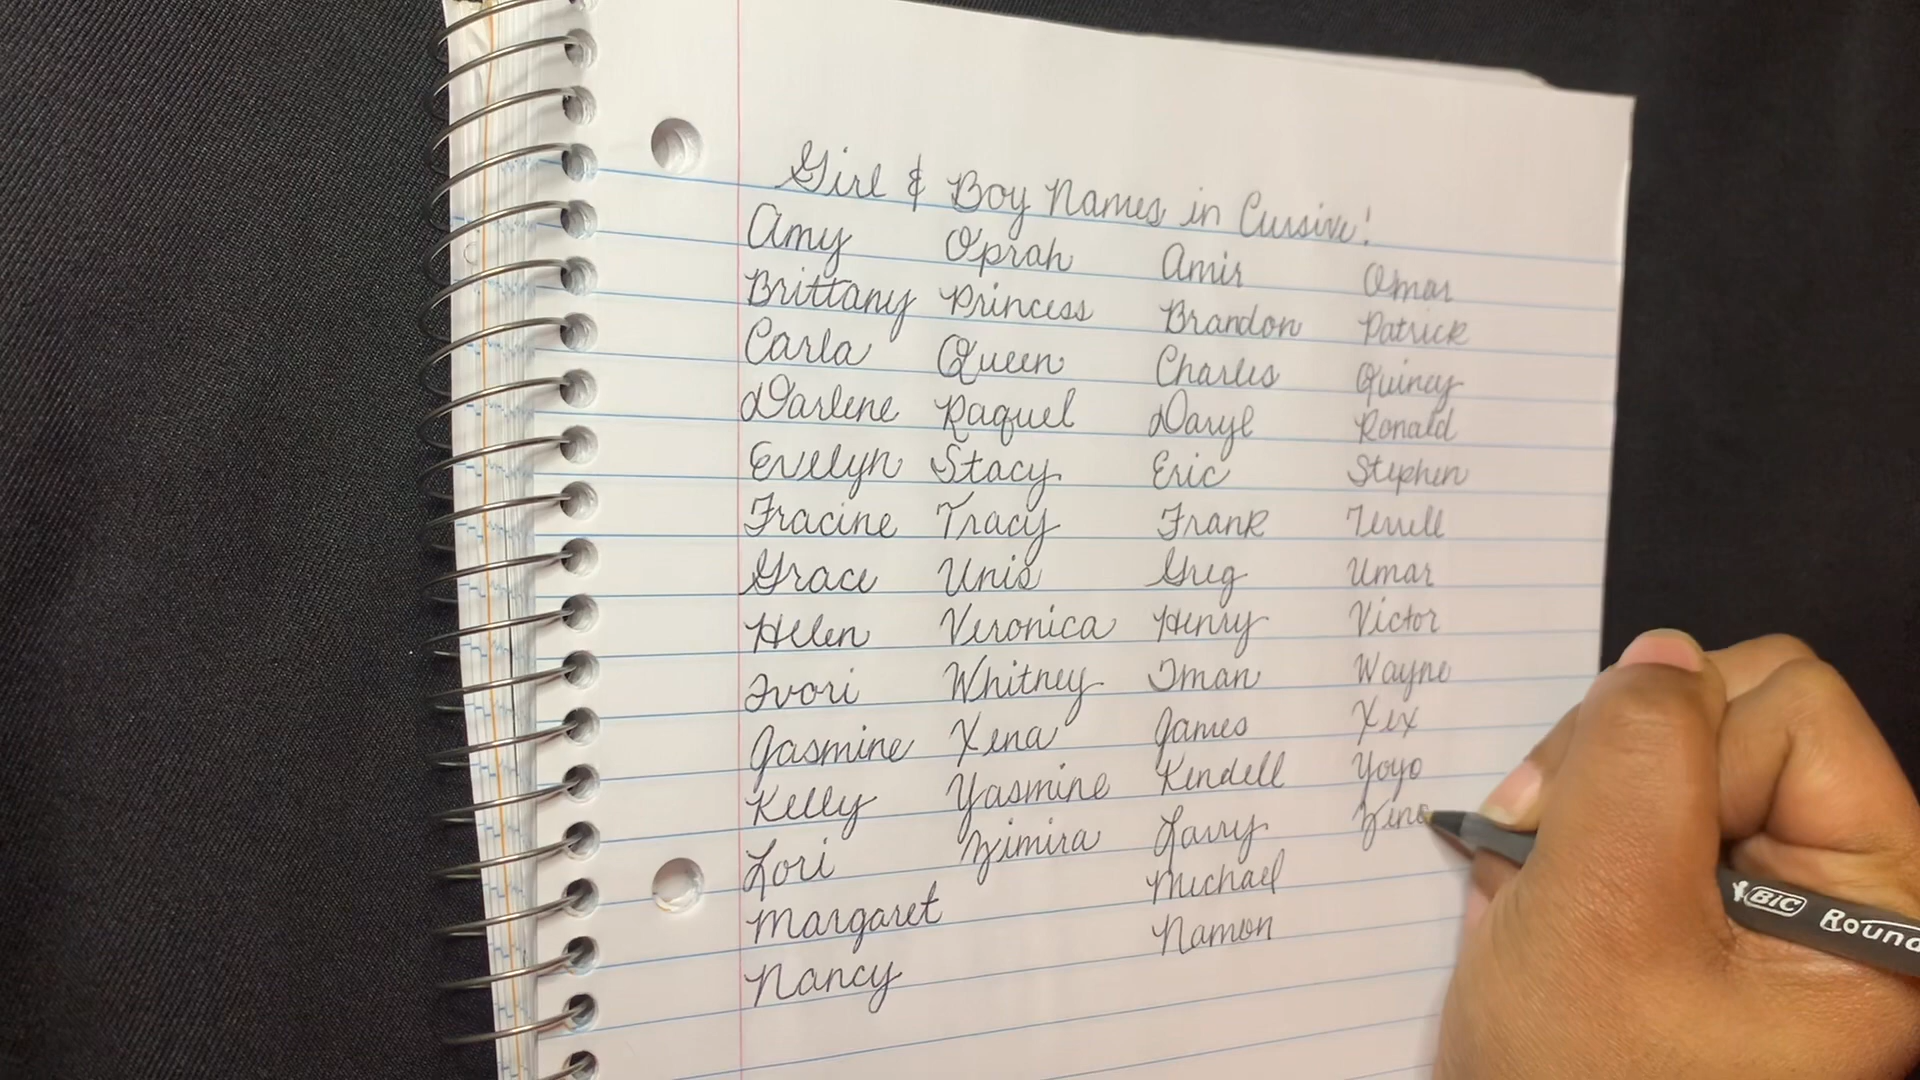 Girl & Boy Names in Cursive!
Amy Oprah Amir Omar
Brittany Princess Brandon Patrick
Carla Queen Charles Quincy
Darlene Raquel Daryl Ronald
Evelyn Stacy Eric Stephen
Fracine Tracy Frank Terrell
Grace Unis Greg Umar
Helen Veronica Henry Victor
Ivori Whitney Iman Wayne
Jasmine Xena James Xex
Kelly Yasmine Kendell Yoyo
Lori Zimira Larry
Margaret Michael
Nancy Namon
BIC Round